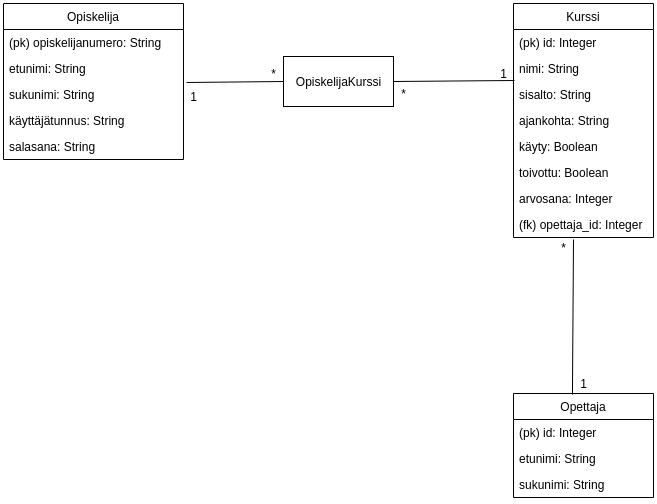 Opiskelija
(pk) opiskelijanumero: String
etunimi: String
sukunimi: String
käyttäjätunnus: String
salasana: String
1
*
OpiskelijaKurssi
*
1
Kurssi
(pk) id: Integer
nimi: String
sisalto: String
ajankohta: String
käyty: Boolean
toivottu: Boolean
arvosana: Integer
(fk) opettaja_id: Integer
*
1
Opettaja
(pk) id: Integer
etunimi: String
sukunimi: String